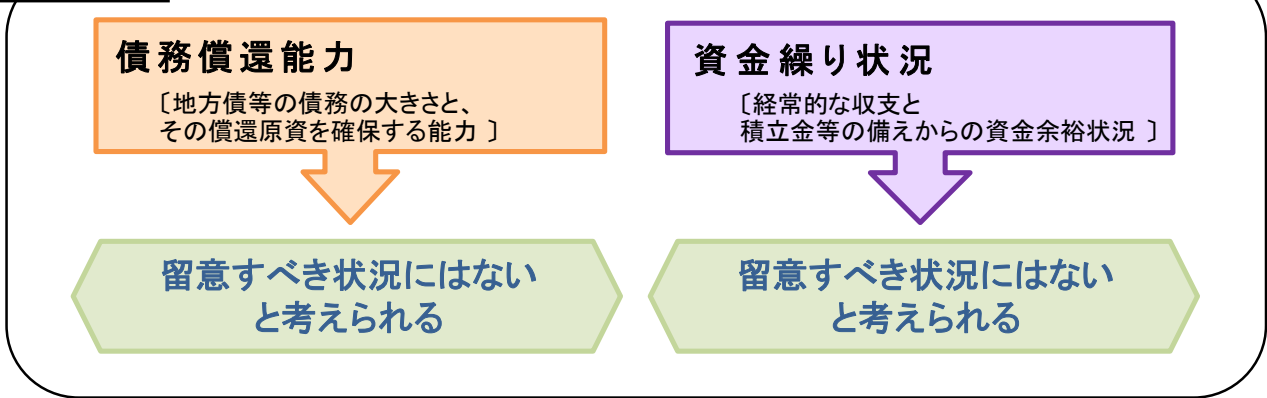 債務償還能力
〔地方債等の債務の大きさと、
その償還原資を確保する能力 〕
留意すべき状況にはない
と考えられる
資金繰り状況
〔経常的な収支と
積立金等の備えからの資金余裕状況 〕
留意すべき状況にはない
と考えられる